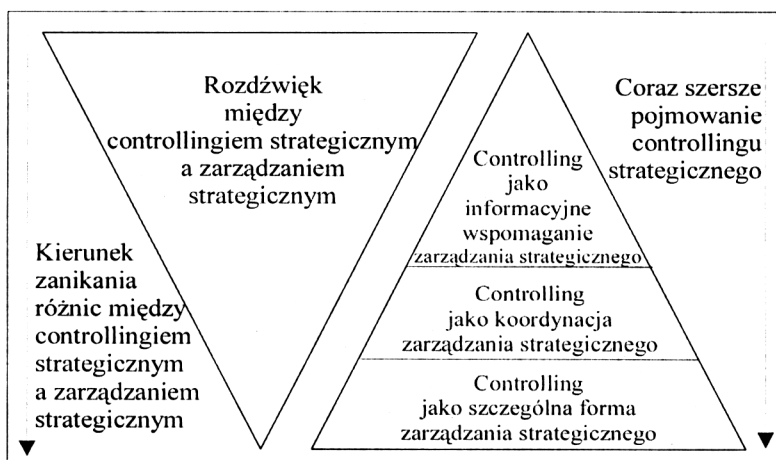 Rozdźwięk
między
controllingiem strategicznym
a zarządzaniem
strategicznym
Kierunek
zanikania
różnic między
controllingiem
strategicznym
a zarządzaniem
strategicznym
Controlling
jako
informacyjne
wspomaganie
zarządzania strategicznego
Controlling
jako koordynacja
zarządzania strategicznego
Controlling
jako szczególna forma
zarządzania strategicznego
Coraz szersze
pojmowanie
controllingu
strategicznego